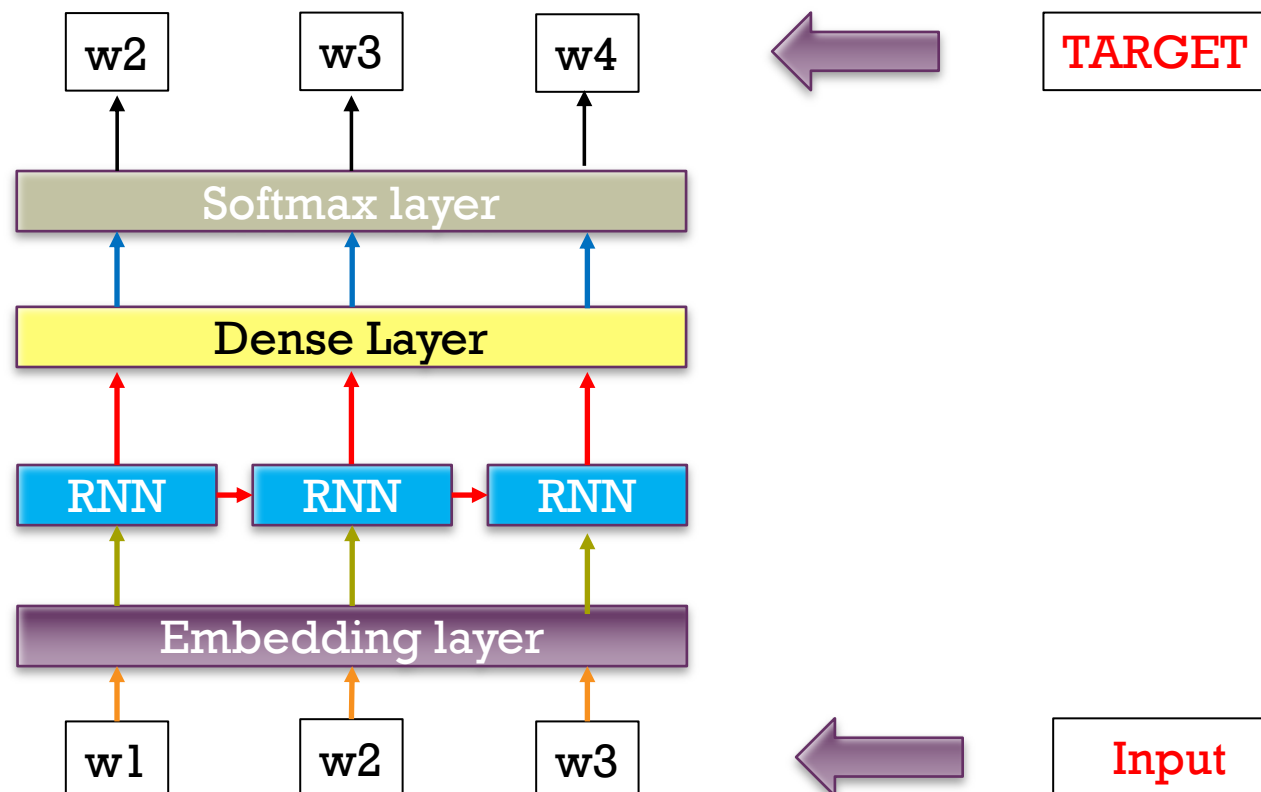 w2 w3 w4 TARGET
Softmax layer
Dense Layer
RNN RNN RNN
Embedding layer
w1 w2 w3 Input